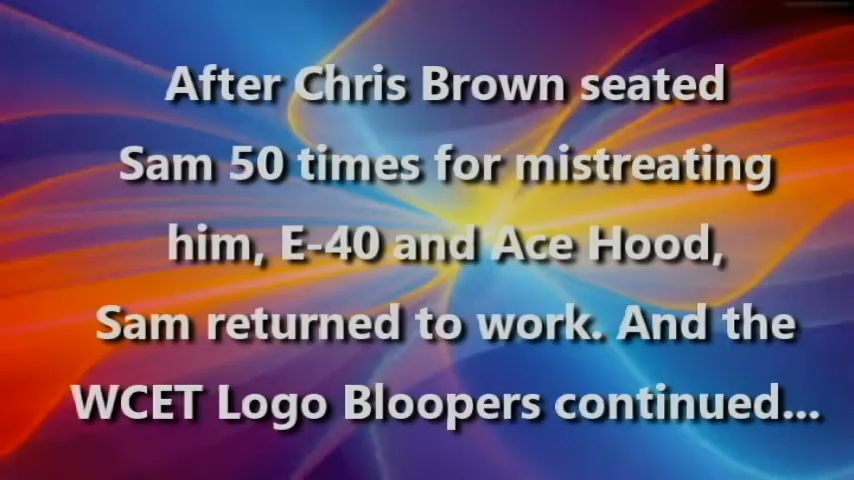 After Chris Brown seated
Sam 50 times for mistreating
him, E-40 and Ace Hood,
Sam returned to work. And the
WCET Logo Bloopers continued...